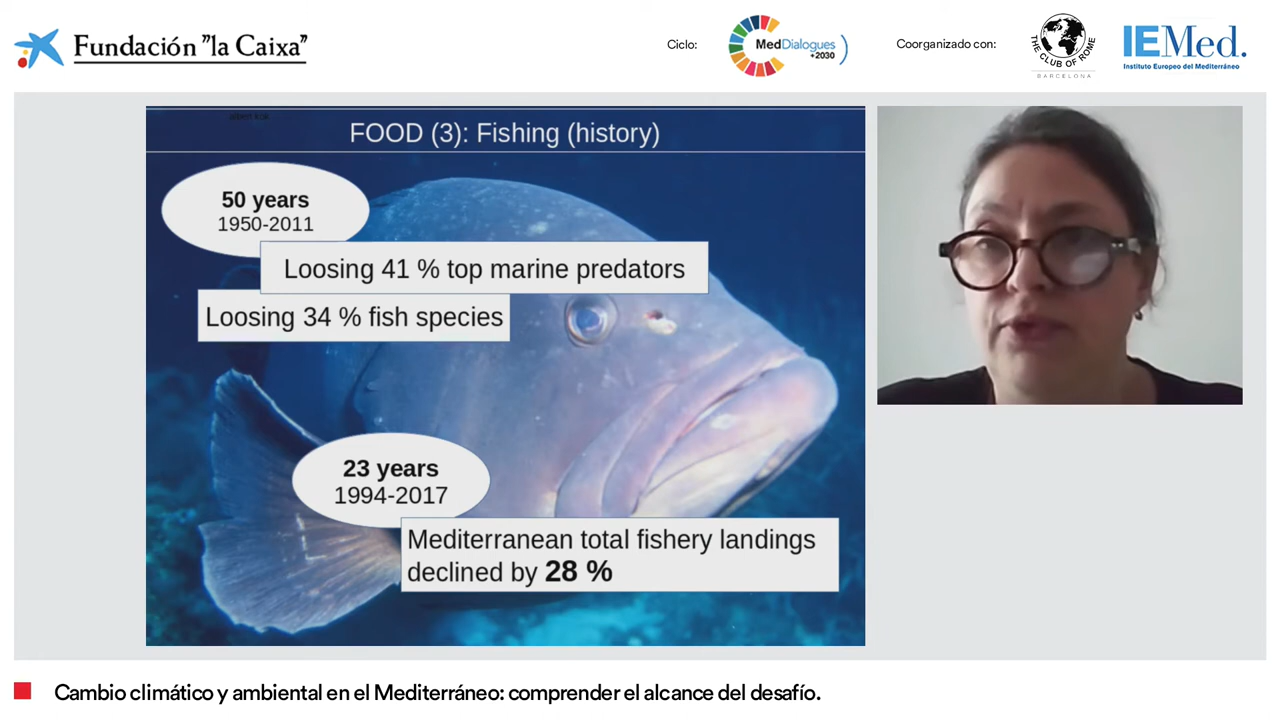 Fundación "la Caixa"
Ciclo:
MedDialogues
+2030
Coorganizado con:
THE CLUB OF ROME
BARCELONA
IEMed.
Instituto Europeo del Mediterráneo
FOOD (3): Fishing (history)
50 years
1950-2011
Loosing 41 % top marine predators
Loosing 34 % fish species
23 years
1994-2017
Mediterranean total fishery landings
declined by 28 %
Cambio climático y ambiental en el Mediterráneo: comprender el alcance del desafío.